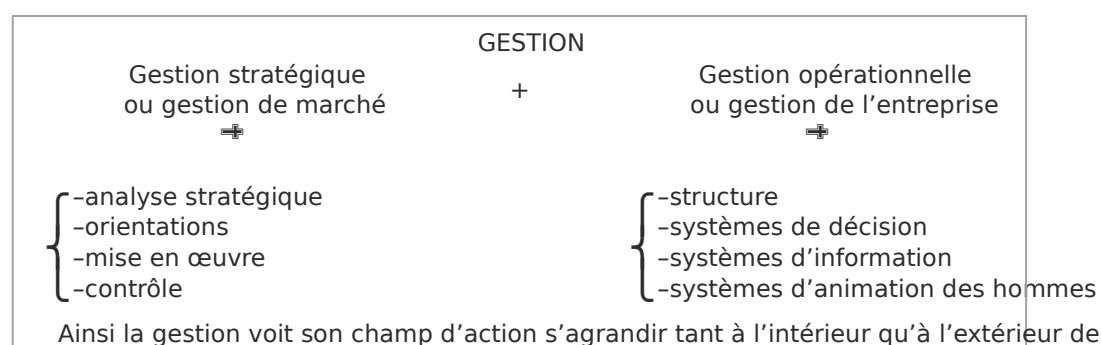 GESTION
Gestion stratégique
ou gestion de marché
+
Gestion opérationnelle
ou gestion de l’entreprise
–analyse stratégique
–orientations
–mise en œuvre
–contrôle
–structure
–systèmes de décision
–systèmes d’information
–systèmes d’animation des hommes
Ainsi la gestion voit son champ d’action s’agrandir tant à l’intérieur qu’à l’extérieur de